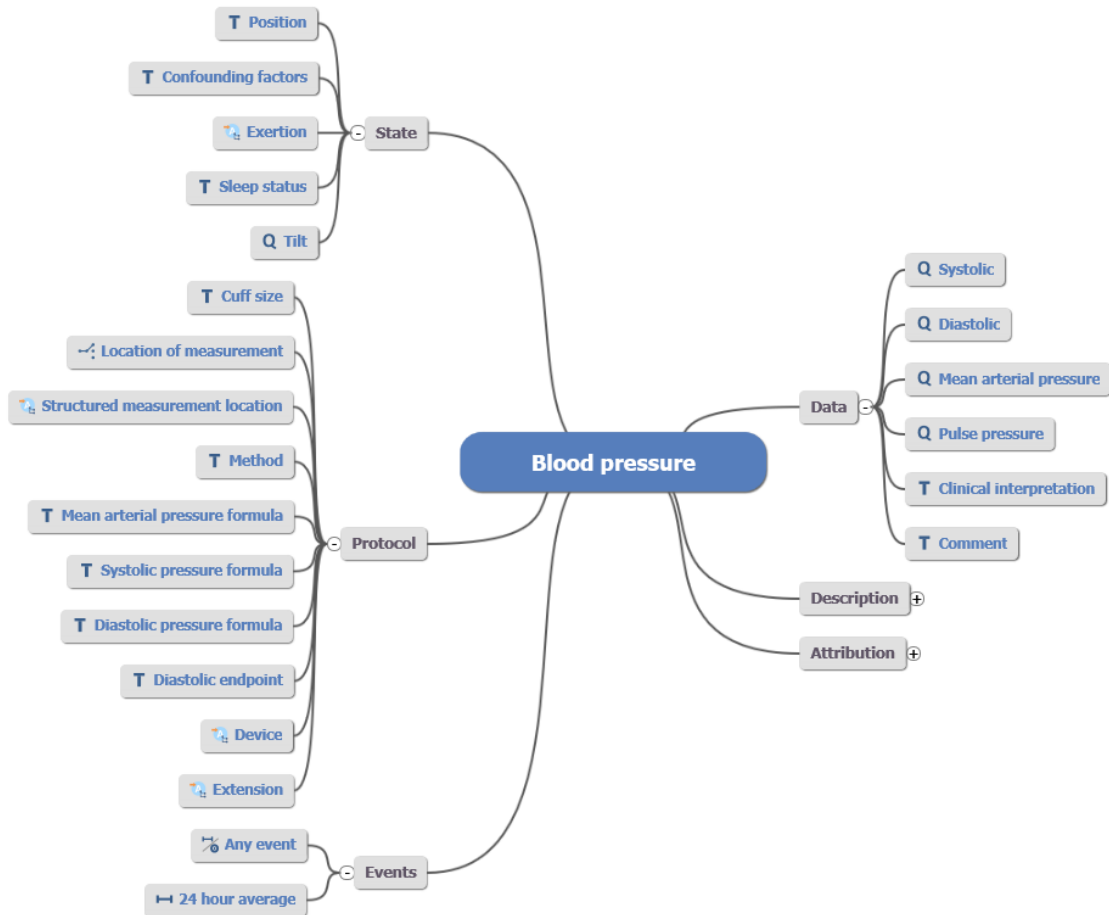 T Position
T Confounding factors
Exertion
T Sleep status
Q Tilt
- State
T Cuff size
Location of measurement
Structured measurement location
T Method
T Mean arterial pressure formula
T Systolic pressure formula
T Diastolic pressure formula
T Diastolic endpoint
Device
Extension
- Protocol
Any event
24 hour average
- Events
Blood pressure
Data -
Q Systolic
Q Diastolic
Q Mean arterial pressure
Q Pulse pressure
T Clinical interpretation
T Comment
Description +
Attribution +